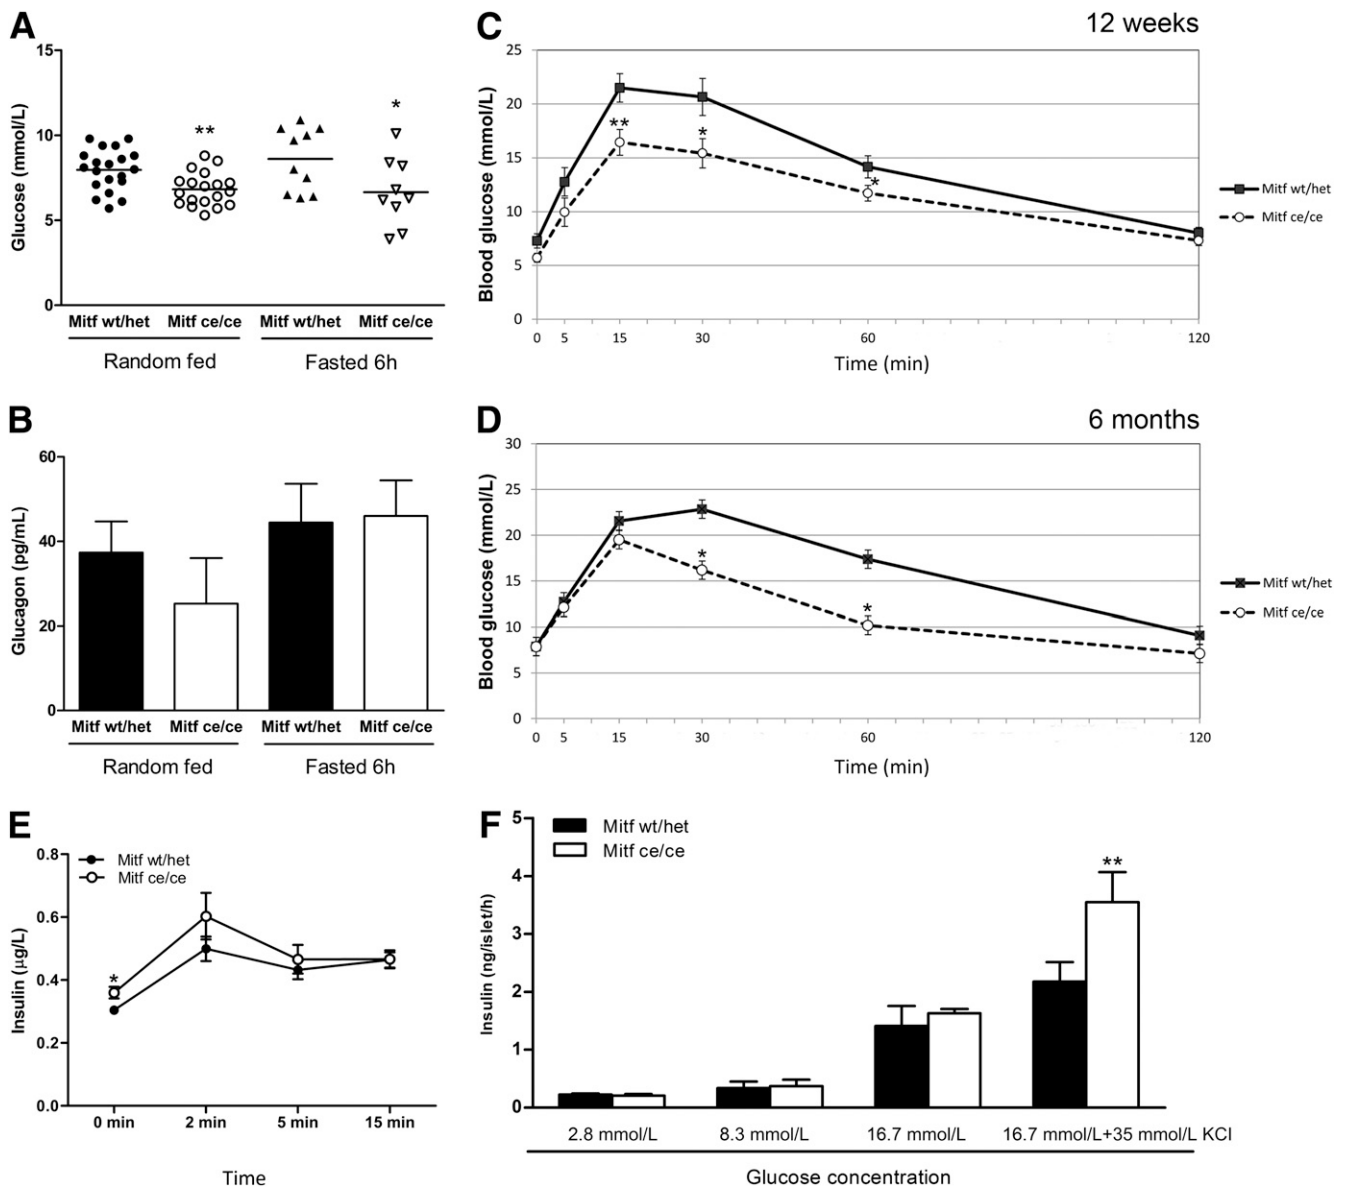 A
15
10
5
0
Glucose (mmol/L)
**
*
Mitf wt/het Mitf ce/ce Mitf wt/het Mitf ce/ce
Random fed Fasted 6h
C
12 weeks
25
20
15
10
5
0
Blood glucose (mmol/L)
**
*
*
0 5 15 30 60 120
Time (min)
Mitf wt/het
Mitf ce/ce
B
60
40
20
0
Glucagon (pg/mL)
Mitf wt/het Mitf ce/ce Mitf wt/het Mitf ce/ce
Random fed Fasted 6h
D
6 months
30
25
20
15
10
5
0
Blood glucose (mmol/L)
*
*
0 5 15 30 60 120
Time (min)
Mitf wt/het
Mitf ce/ce
E
0.8
0.6
0.4
0.2
0.0
Insulin (µg/L)
Mitf wt/het
Mitf ce/ce
*
0 min 2 min 5 min 15 min
Time
F
5
4
3
2
1
0
Insulin (ng/islet/h)
Mitf wt/het
Mitf ce/ce
**
2.8 mmol/L 8.3 mmol/L 16.7 mmol/L 16.7 mmol/L+35 mmol/L KCl
Glucose concentration